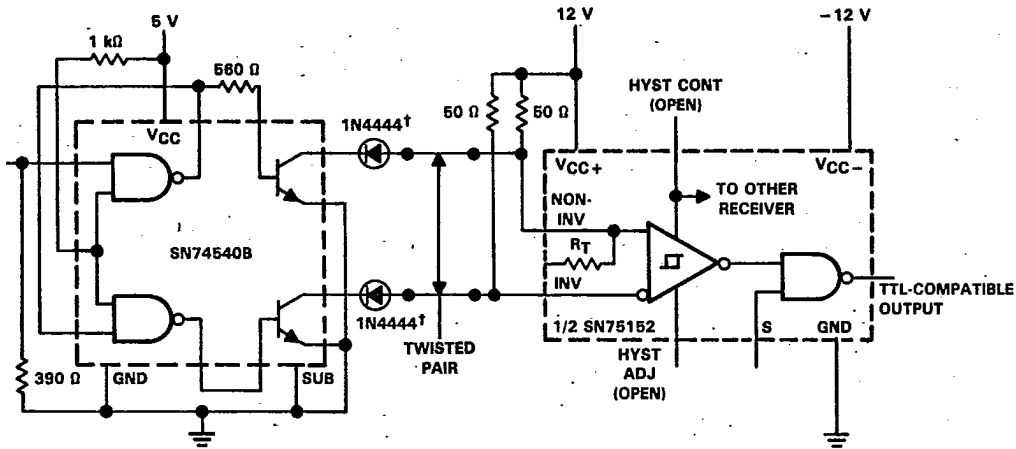 5 V
1 kΩ
560 Ω
VCC
SN74540B
390 Ω
GND
SUB
1N4444†
1N4444†
TWISTED
PAIR
12 V
-12 V
50 Ω
50 Ω
HYST CONT
(OPEN)
VCC+
VCC-
TO OTHER
RECEIVER
NON-
INV
RT
INV
1/2 SN75152
S
GND
HYST
ADJ
(OPEN)
TTL-COMPATIBLE
OUTPUT